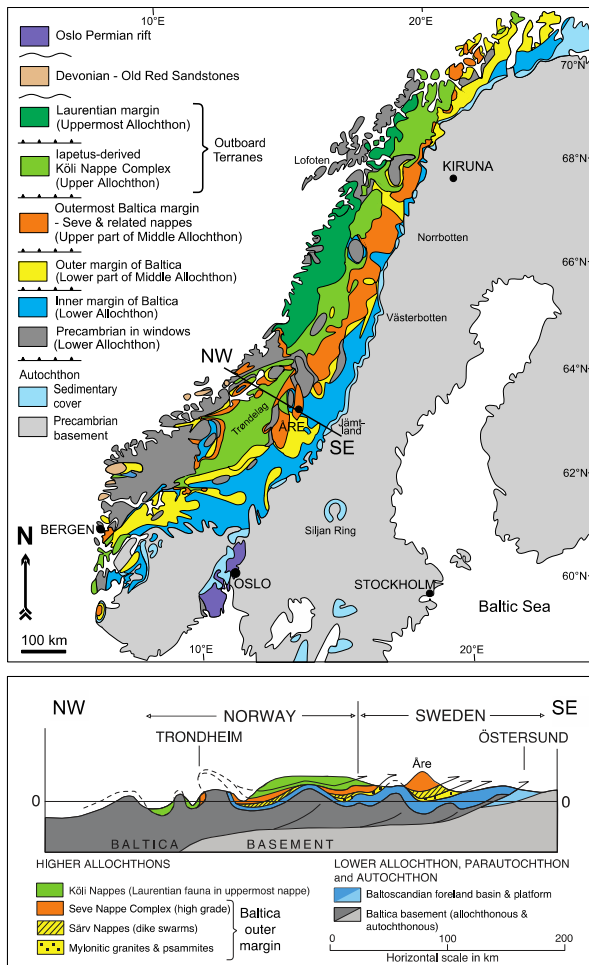 10°E
20°E
Oslo Permian rift
Devonian - Old Red Sandstones
Laurentian margin
(Uppermost Allochthon)
Iapetus-derived
Köli Nappe Complex
(Upper Allochthon)
Outboard
Terranes
Outermost Baltica margin
- Seve & related nappes
(Upper part of Middle Allochthon)
Outer margin of Baltica
(Lower part of Middle Allochthon)
Inner margin of Baltica
(Lower Allochthon)
Precambrian in windows
(Lower Allochthon)
Autochthon
Sedimentary
cover
Precambrian
basement
70°N
Lofoten
KIRUNA
68°N
Norrbotten
66°N
Västerbotten
NW
64°N
Trøndelag
ÅRE
Jämt-
land
SE
62°N
BERGEN
Siljan Ring
N
OSLO
STOCKHOLM
60°N
Baltic Sea
100 km
10°E
20°E
NW
SE
NORWAY
SWEDEN
TRONDHEIM
ÖSTERSUND
Åre
0
0
BALTICA
BASEMENT
HIGHER ALLOCHTHONS
Köli Nappes (Laurentian fauna in uppermost nappe)
Seve Nappe Complex (high grade)
Särv Nappes (dike swarms)
Mylonitic granites & psammites
Baltica
outer
margin
LOWER ALLOCHTHON, PARAUTOCHTHON
and AUTOCHTHON
Baltoscandian foreland basin & platform
Baltica basement (allochthonous &
autochthonous)
0
50
100
Horizontal scale in km